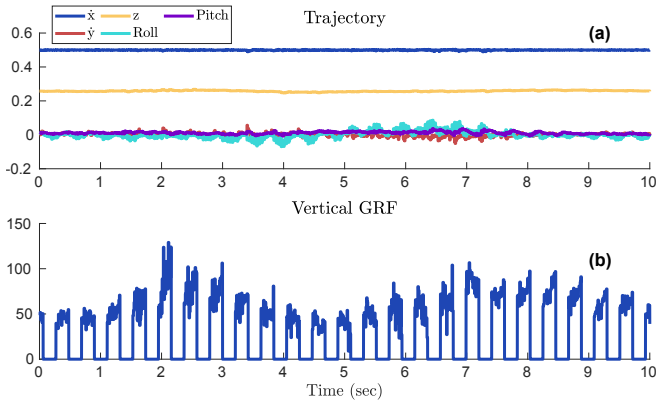 Trajectory
ẋ z Pitch
ẏ Roll
(a)
0.6
0.4
0.2
0
-0.2
0 1 2 3 4 5 6 7 8 9 10
Vertical GRF
(b)
150
100
50
0
0 1 2 3 4 5 6 7 8 9 10
Time (sec)